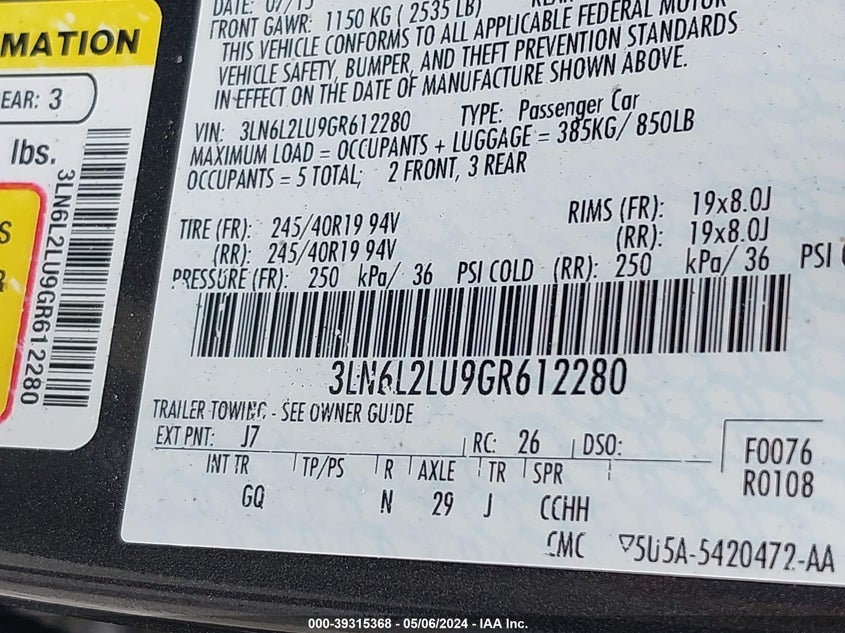 MATION
EAR: 3
lbs.
3LN6L2LU9GR612280
S
R
DATE: 07/15
FRONT GAWR: 1150 KG ( 2535 LB)
THIS VEHICLE CONFORMS TO ALL APPLICABLE FEDERAL MOTOR
VEHICLE SAFETY, BUMPER, AND THEFT PREVENTION STANDARDS
IN EFFECT ON THE DATE OF MANUFACTURE SHOWN ABOVE.
VIN: 3LN6L2LU9GR612280 TYPE: Passenger Car
MAXIMUM LOAD = OCCUPANTS + LUGGAGE = 385KG/ 850LB
OCCUPANTS = 5 TOTAL; 2 FRONT, 3 REAR
TIRE (FR): 245/40R19 94V RIMS (FR): 19x8.0J
(RR): 245/40R19 94V (RR): 19x8.0J
PRESSURE (FR): 250 kPa/ 36 PSI COLD (RR): 250 kPa/ 36 PSI
3LN6L2LU9GR612280
TRAILER TOWING - SEE OWNER GUIDE
EXT PNT: J7 RC: 26 DSO:
INT TR TP/PS R AXLE TR SPR
GQ N 29 J CCHH
F0076
R0108
CMC 5U5A-5420472-AA
000-39315368 - 05/06/2024 - IAA Inc.